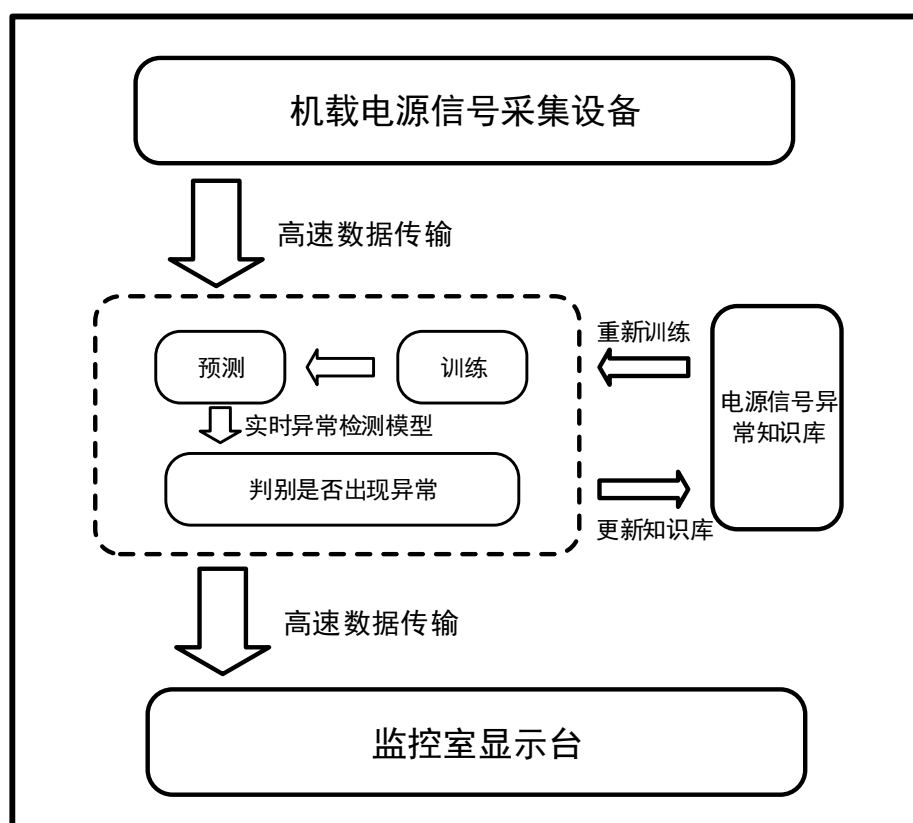 机载电源信号采集设备
高速数据传输
重新训练
预测
训练
电源信号异
常知识库
实时异常检测模型
判别是否出现异常
更新知识库
高速数据传输
监控室显示台